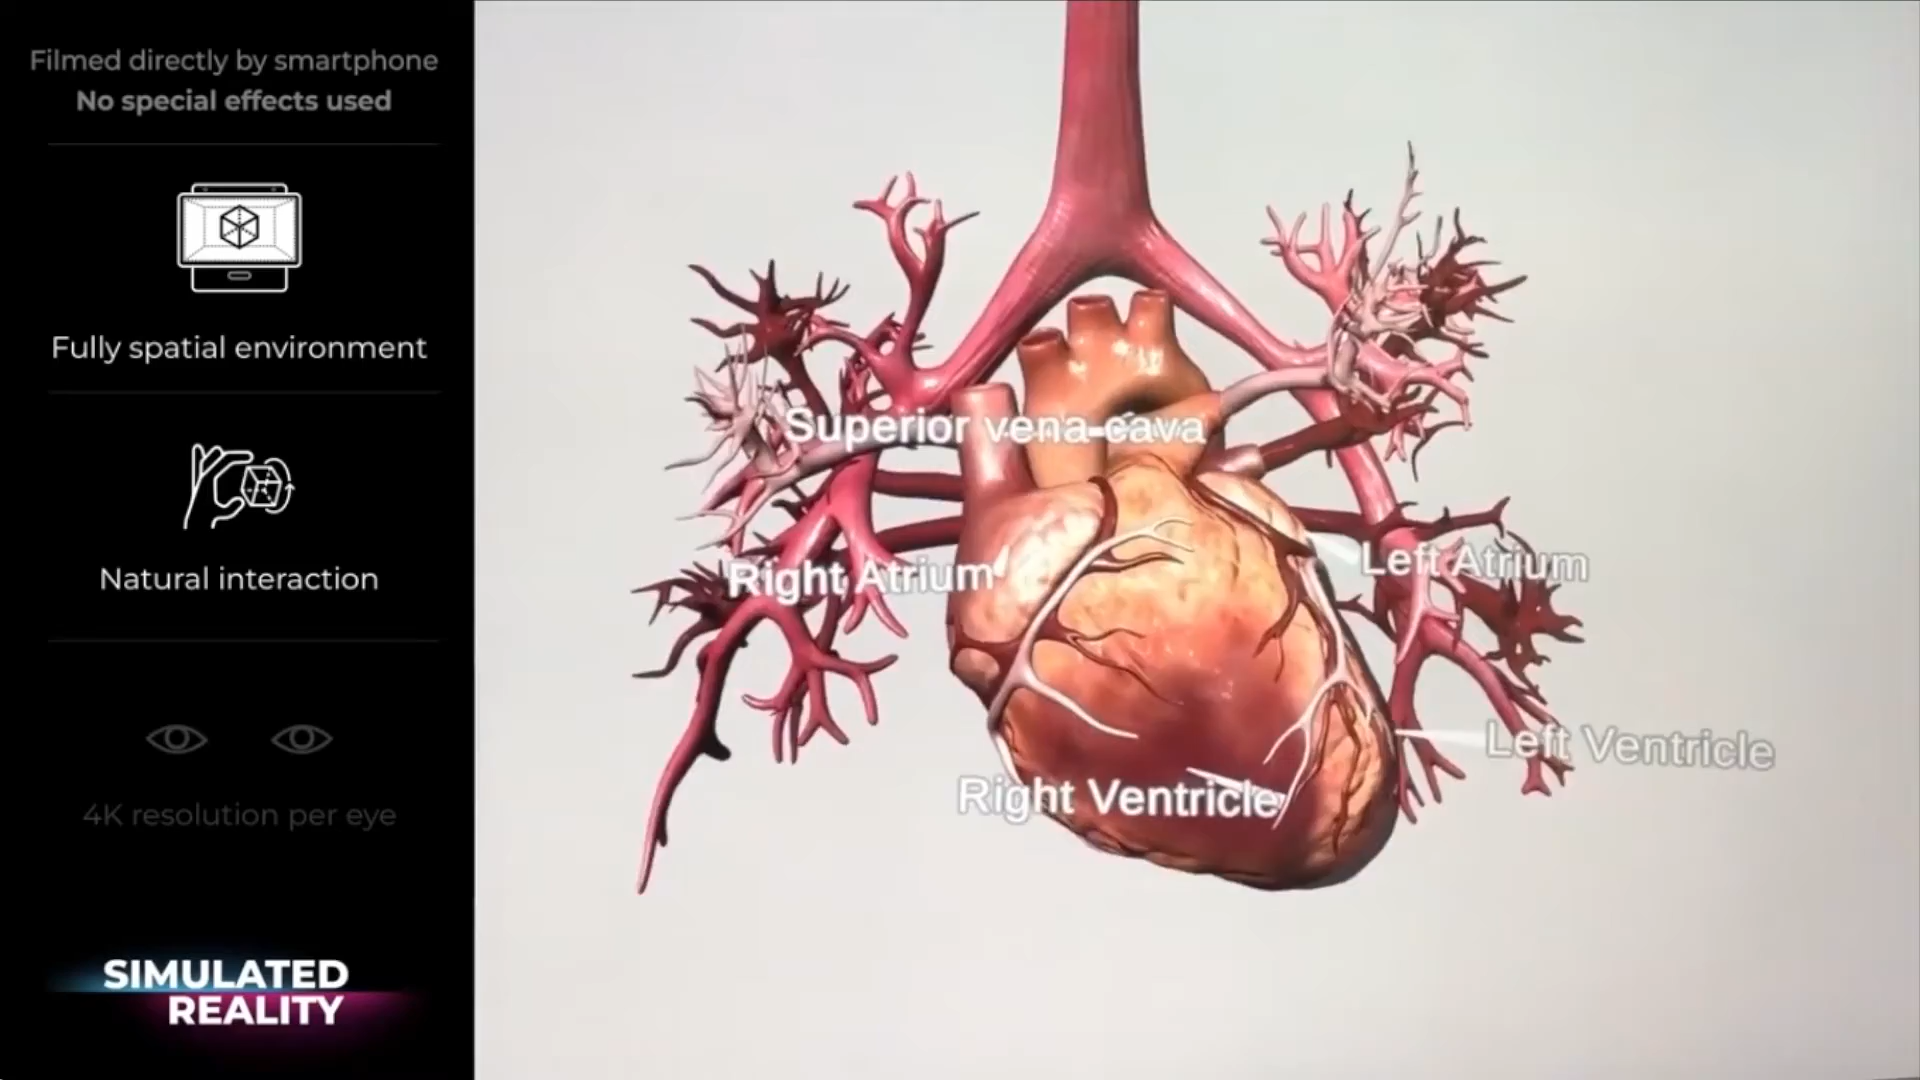 Filmed directly by smartphone
No special effects used
Fully spatial environment
Natural interaction
4K resolution per eye
SIMULATED
REALITY
Superior vena cava
Right Atrium
Left Atrium
Left Ventricle
Right Ventricle